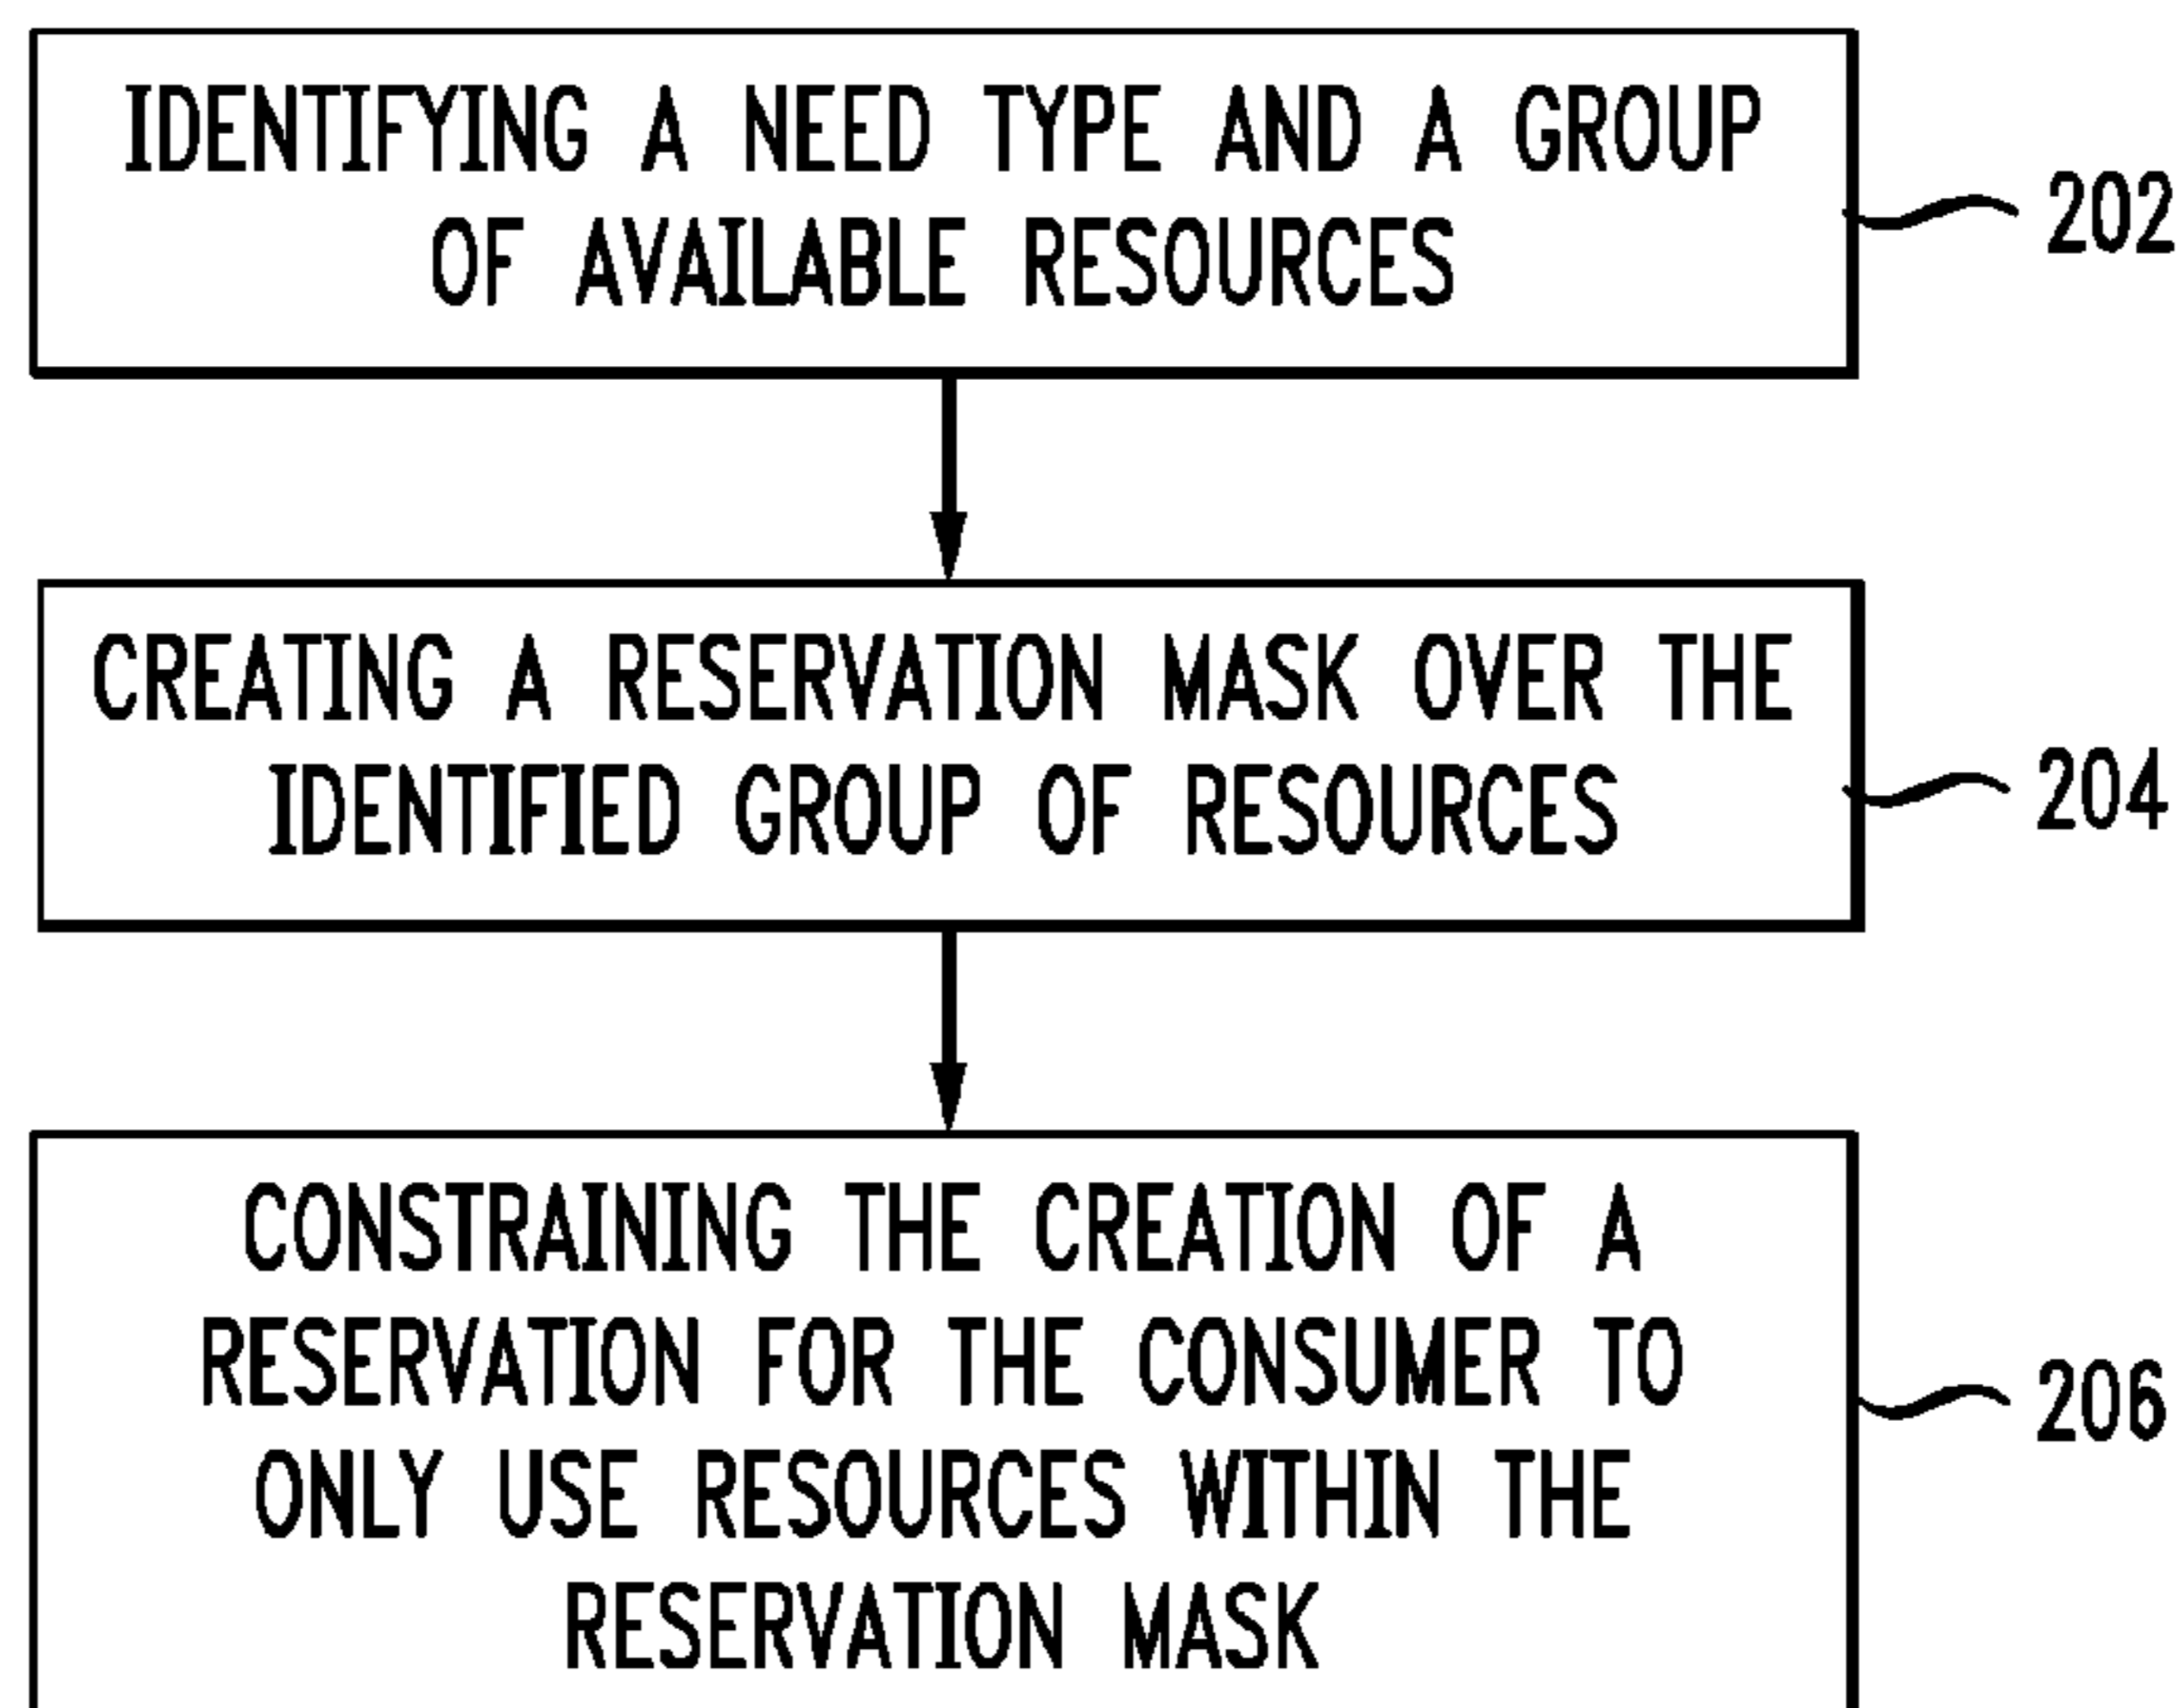 IDENTIFYING A NEED TYPE AND A GROUP
OF AVAILABLE RESOURCES
202
CREATING A RESERVATION MASK OVER THE
IDENTIFIED GROUP OF RESOURCES
204
CONSTRAINING THE CREATION OF A
RESERVATION FOR THE CONSUMER TO
ONLY USE RESOURCES WITHIN THE
RESERVATION MASK
206